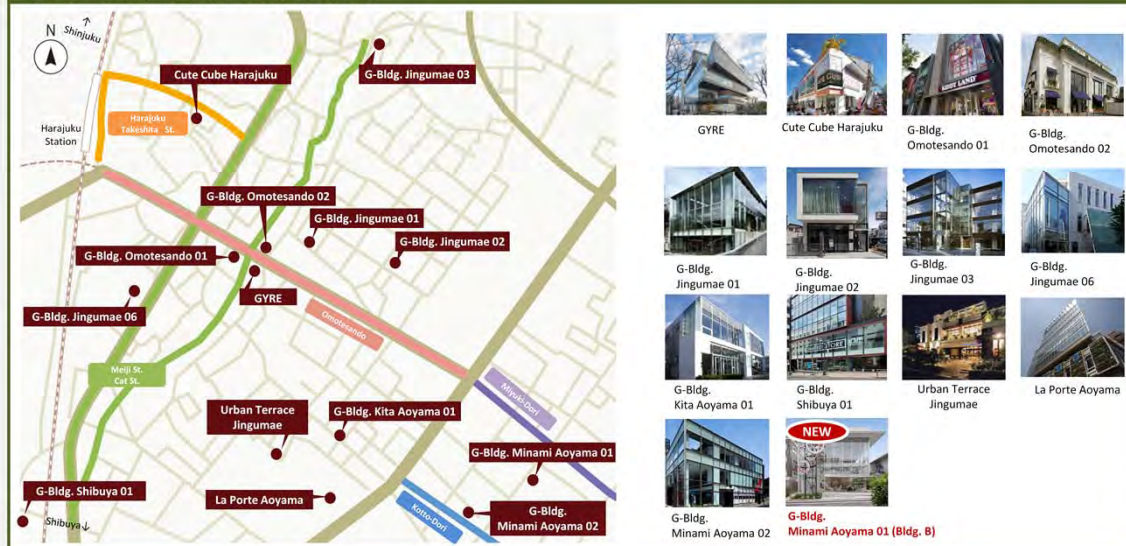 ↑
Shinjuku
N
Cute Cube Harajuku
G-Bldg. Jingumae 03
Harajuku
Takeshita St.
Harajuku
Station
G-Bldg. Omotesando 02
G-Bldg. Jingumae 01
G-Bldg. Jingumae 02
G-Bldg. Omotesando 01
GYRE
G-Bldg. Jingumae 06
Omotesando
Meiji St.
Cat St.
Miyuki-Dori
Urban Terrace
Jingumae
G-Bldg. Kita Aoyama 01
G-Bldg. Minami Aoyama 01
G-Bldg. Shibuya 01
La Porte Aoyama
Kotto-Dori
G-Bldg.
Minami Aoyama 02
Shibuya↓
GYRE
Cute Cube Harajuku
KIDDY LAND
G-Bldg.
Omotesando 01
G-Bldg.
Omotesando 02
G-Bldg.
Jingumae 01
G-Bldg.
Jingumae 02
G-Bldg.
Jingumae 03
G-Bldg.
Jingumae 06
G-Bldg.
Kita Aoyama 01
G-Bldg.
Shibuya 01
Urban Terrace
Jingumae
La Porte Aoyama
G-Bldg.
Minami Aoyama 02
NEW
G-Bldg.
Minami Aoyama 01 (Bldg. B)